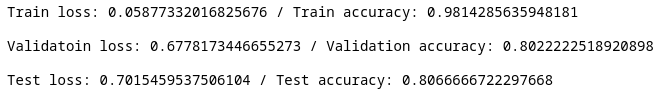 Train loss: 0.05877332016825676 / Train accuracy: 0.9814285635948181
Validatoin loss: 0.6778173446655273 / Validation accuracy: 0.8022222518920898
Test loss: 0.7015459537506104 / Test accuracy: 0.8066666722297668